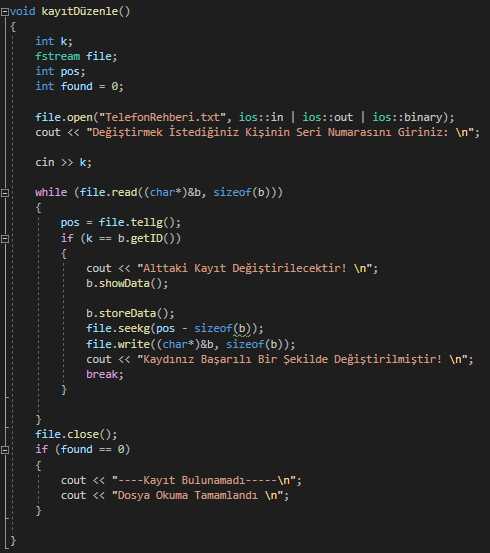 void kayıtDüzenle()
{
int k;
fstream file;
int pos;
int found = 0;
file.open("TelefonRehberi.txt", ios::in | ios::out | ios::binary);
cout << "Değiştirmek İstediğiniz Kişinin Seri Numarasını Giriniz: \n";
cin >> k;
while (file.read((char*)&b, sizeof(b)))
{
pos = file.tellg();
if (k == b.getID())
{
cout << "Alttaki Kayıt Değiştirilecektir! \n";
b.showData();
b.storeData();
file.seekg(pos - sizeof(b));
file.write((char*)&b, sizeof(b));
cout << "Kaydınız Başarılı Bir Şekilde Değiştirilmiştir! \n";
break;
}
}
file.close();
if (found == 0)
{
cout << "----Kayıt Bulunamadı-----\n";
cout << "Dosya Okuma Tamamlandı \n";
}
}